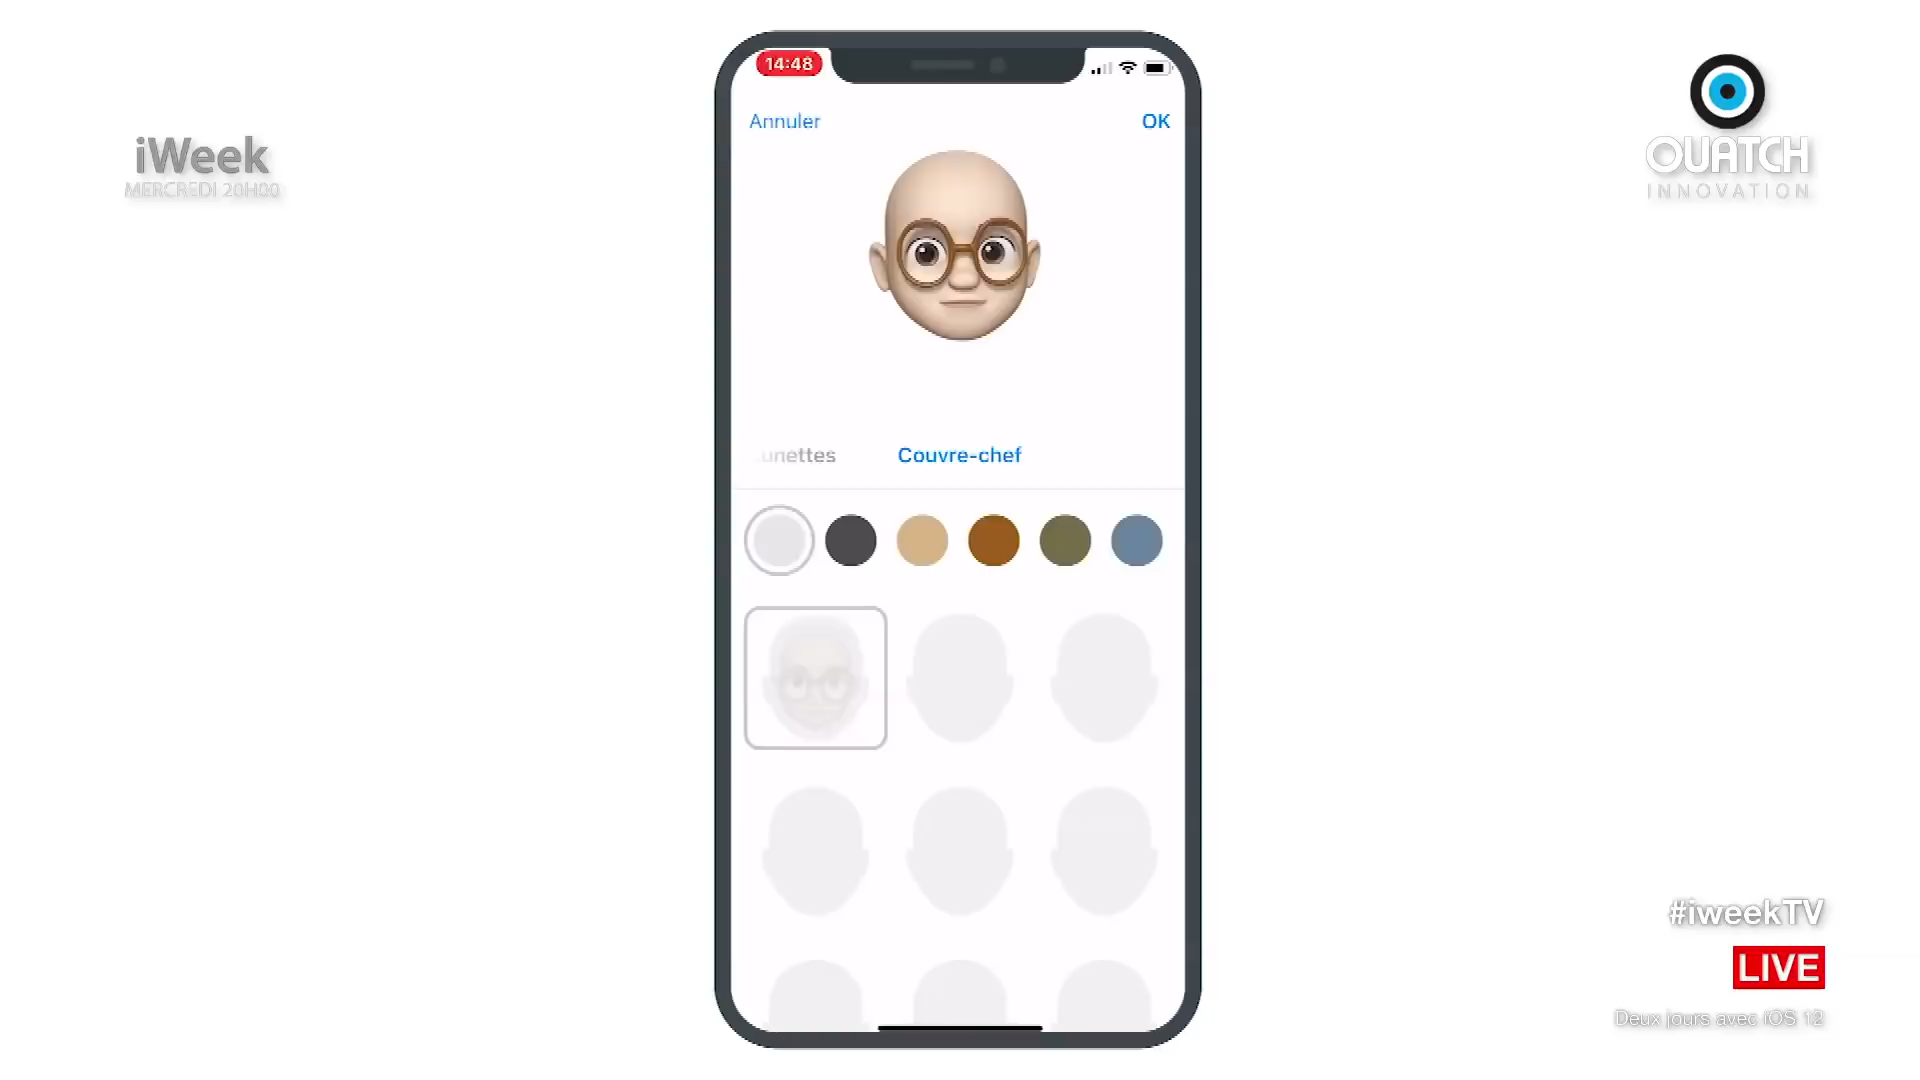 14:48
Annuler
OK
iWeek
MERCREDI 20H00
OUATCH
INNOVATION
unettes
Couvre-chef
#iweekTV
LIVE
Deux jours avec iOS 12